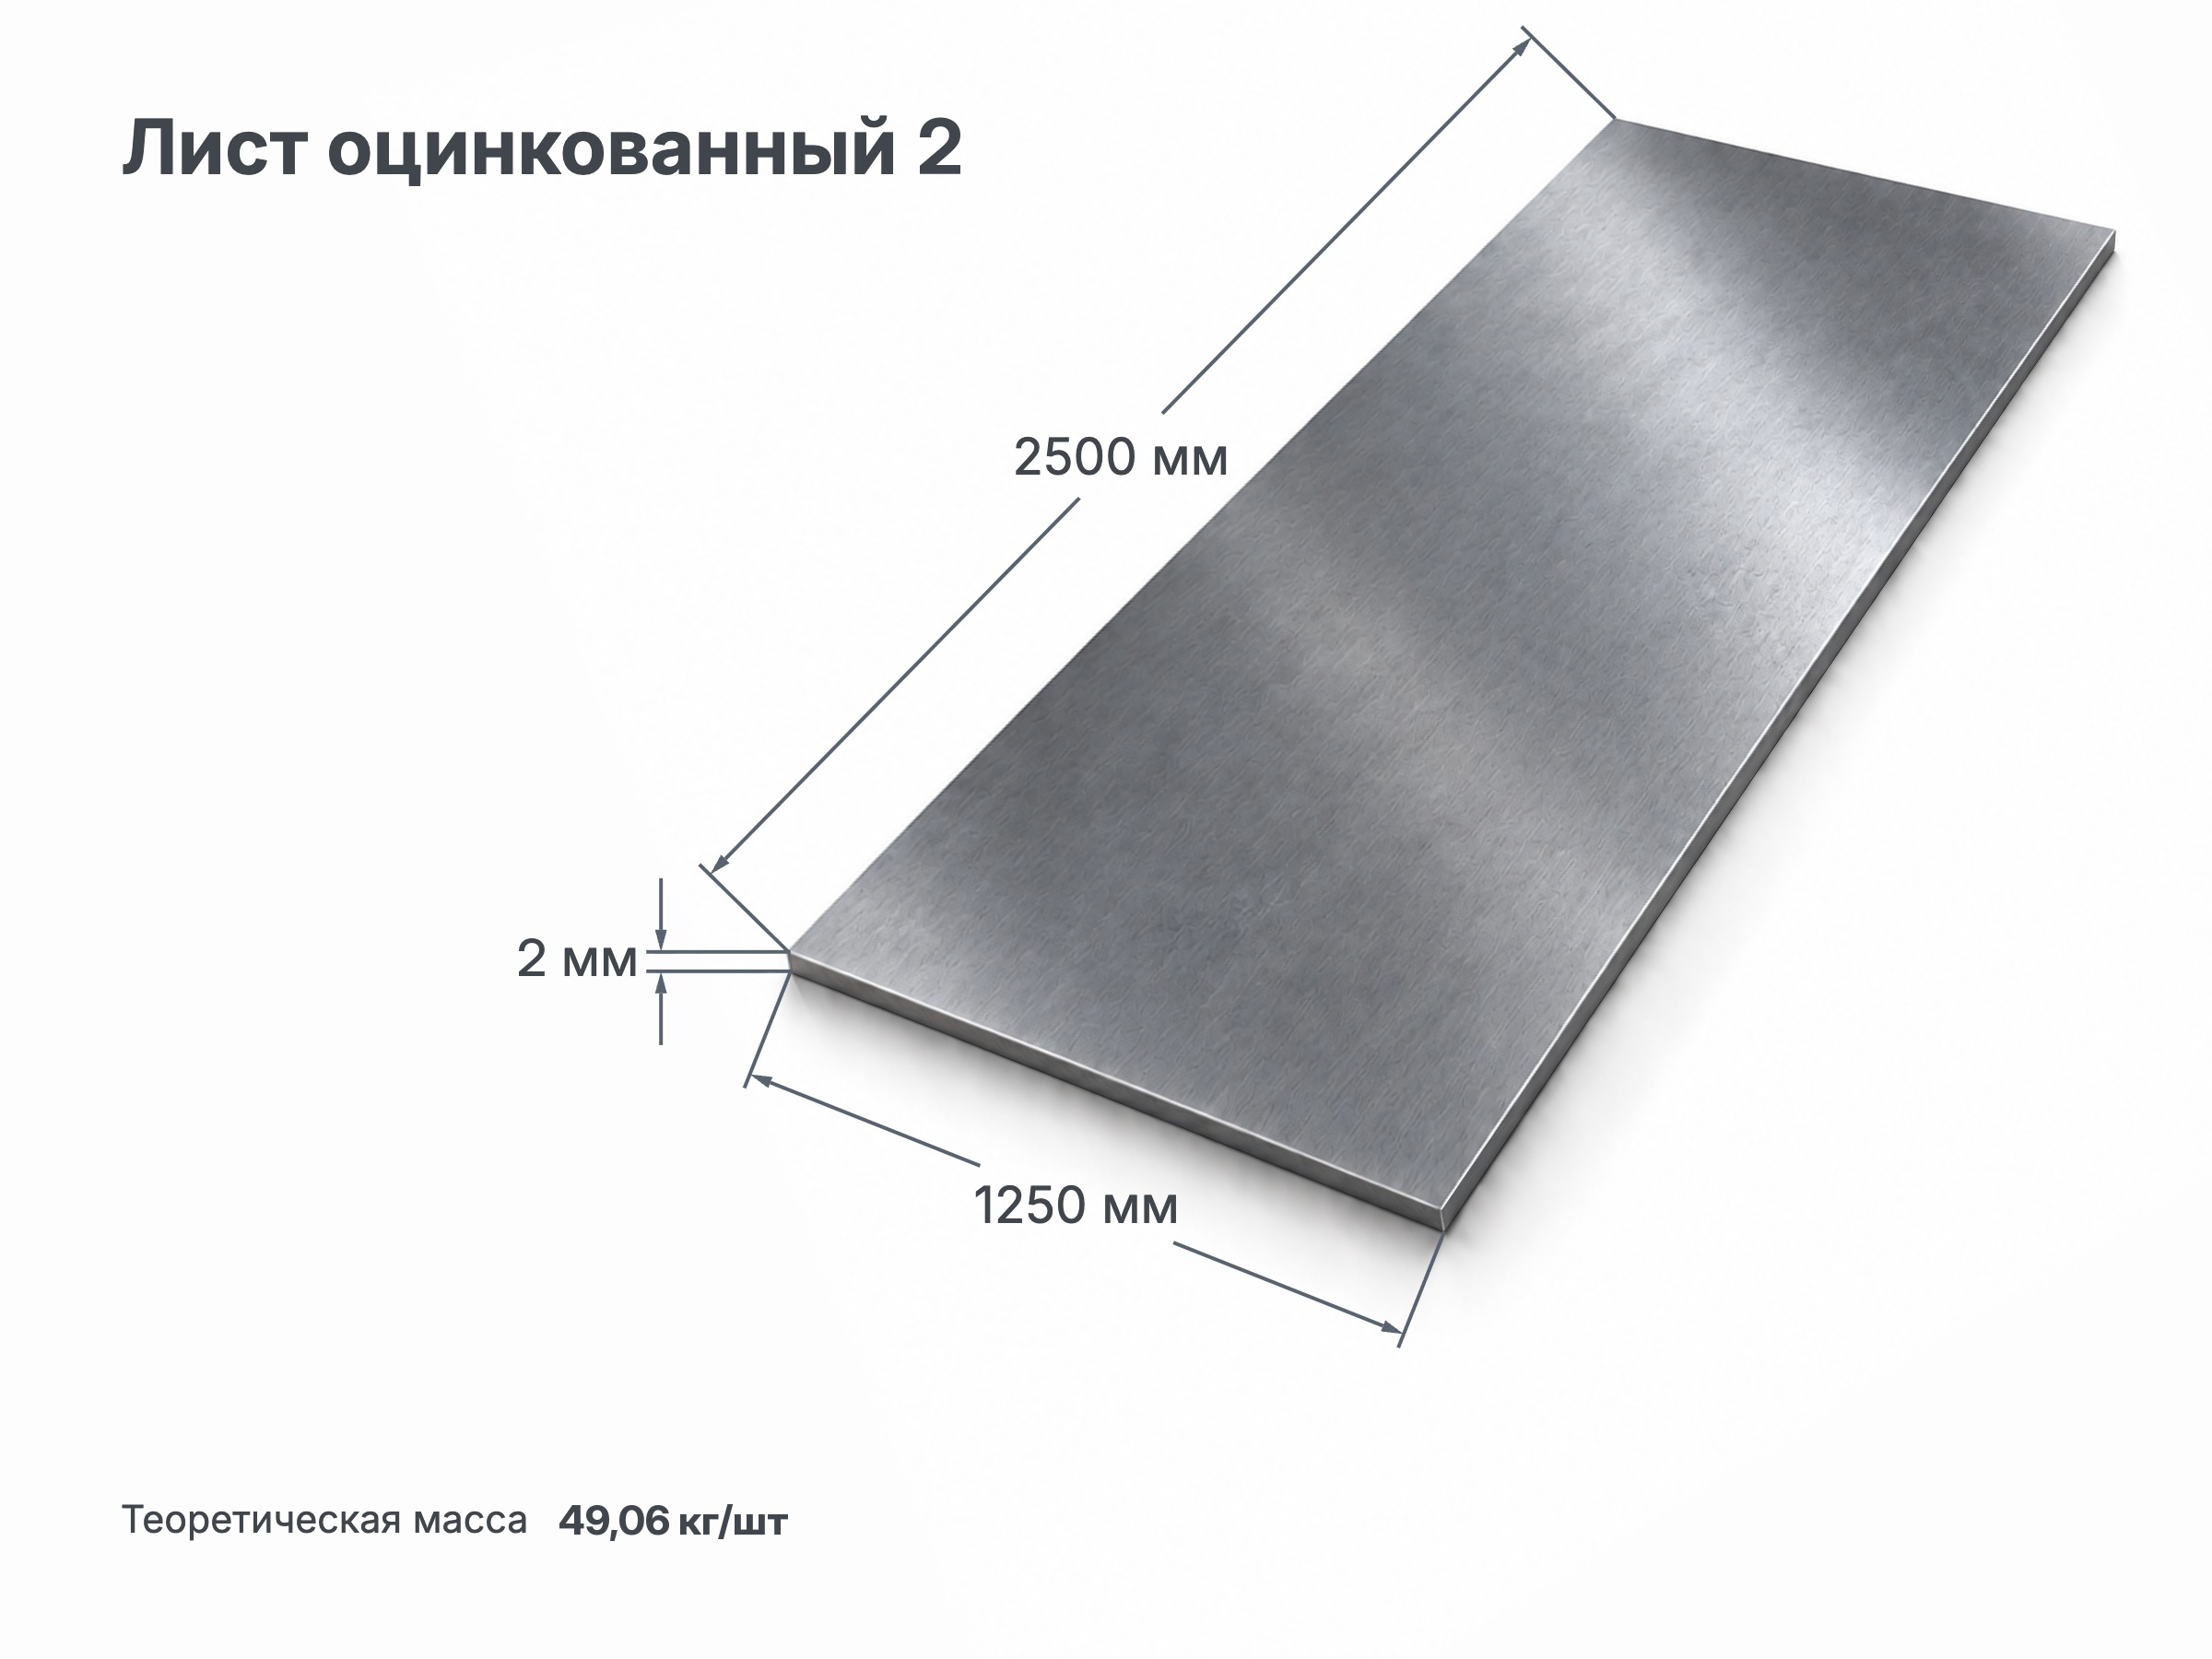 Лист оцинкованный 2
2500 мм
2 мм
1250 мм
Теоретическая масса 49,06 кг/шт